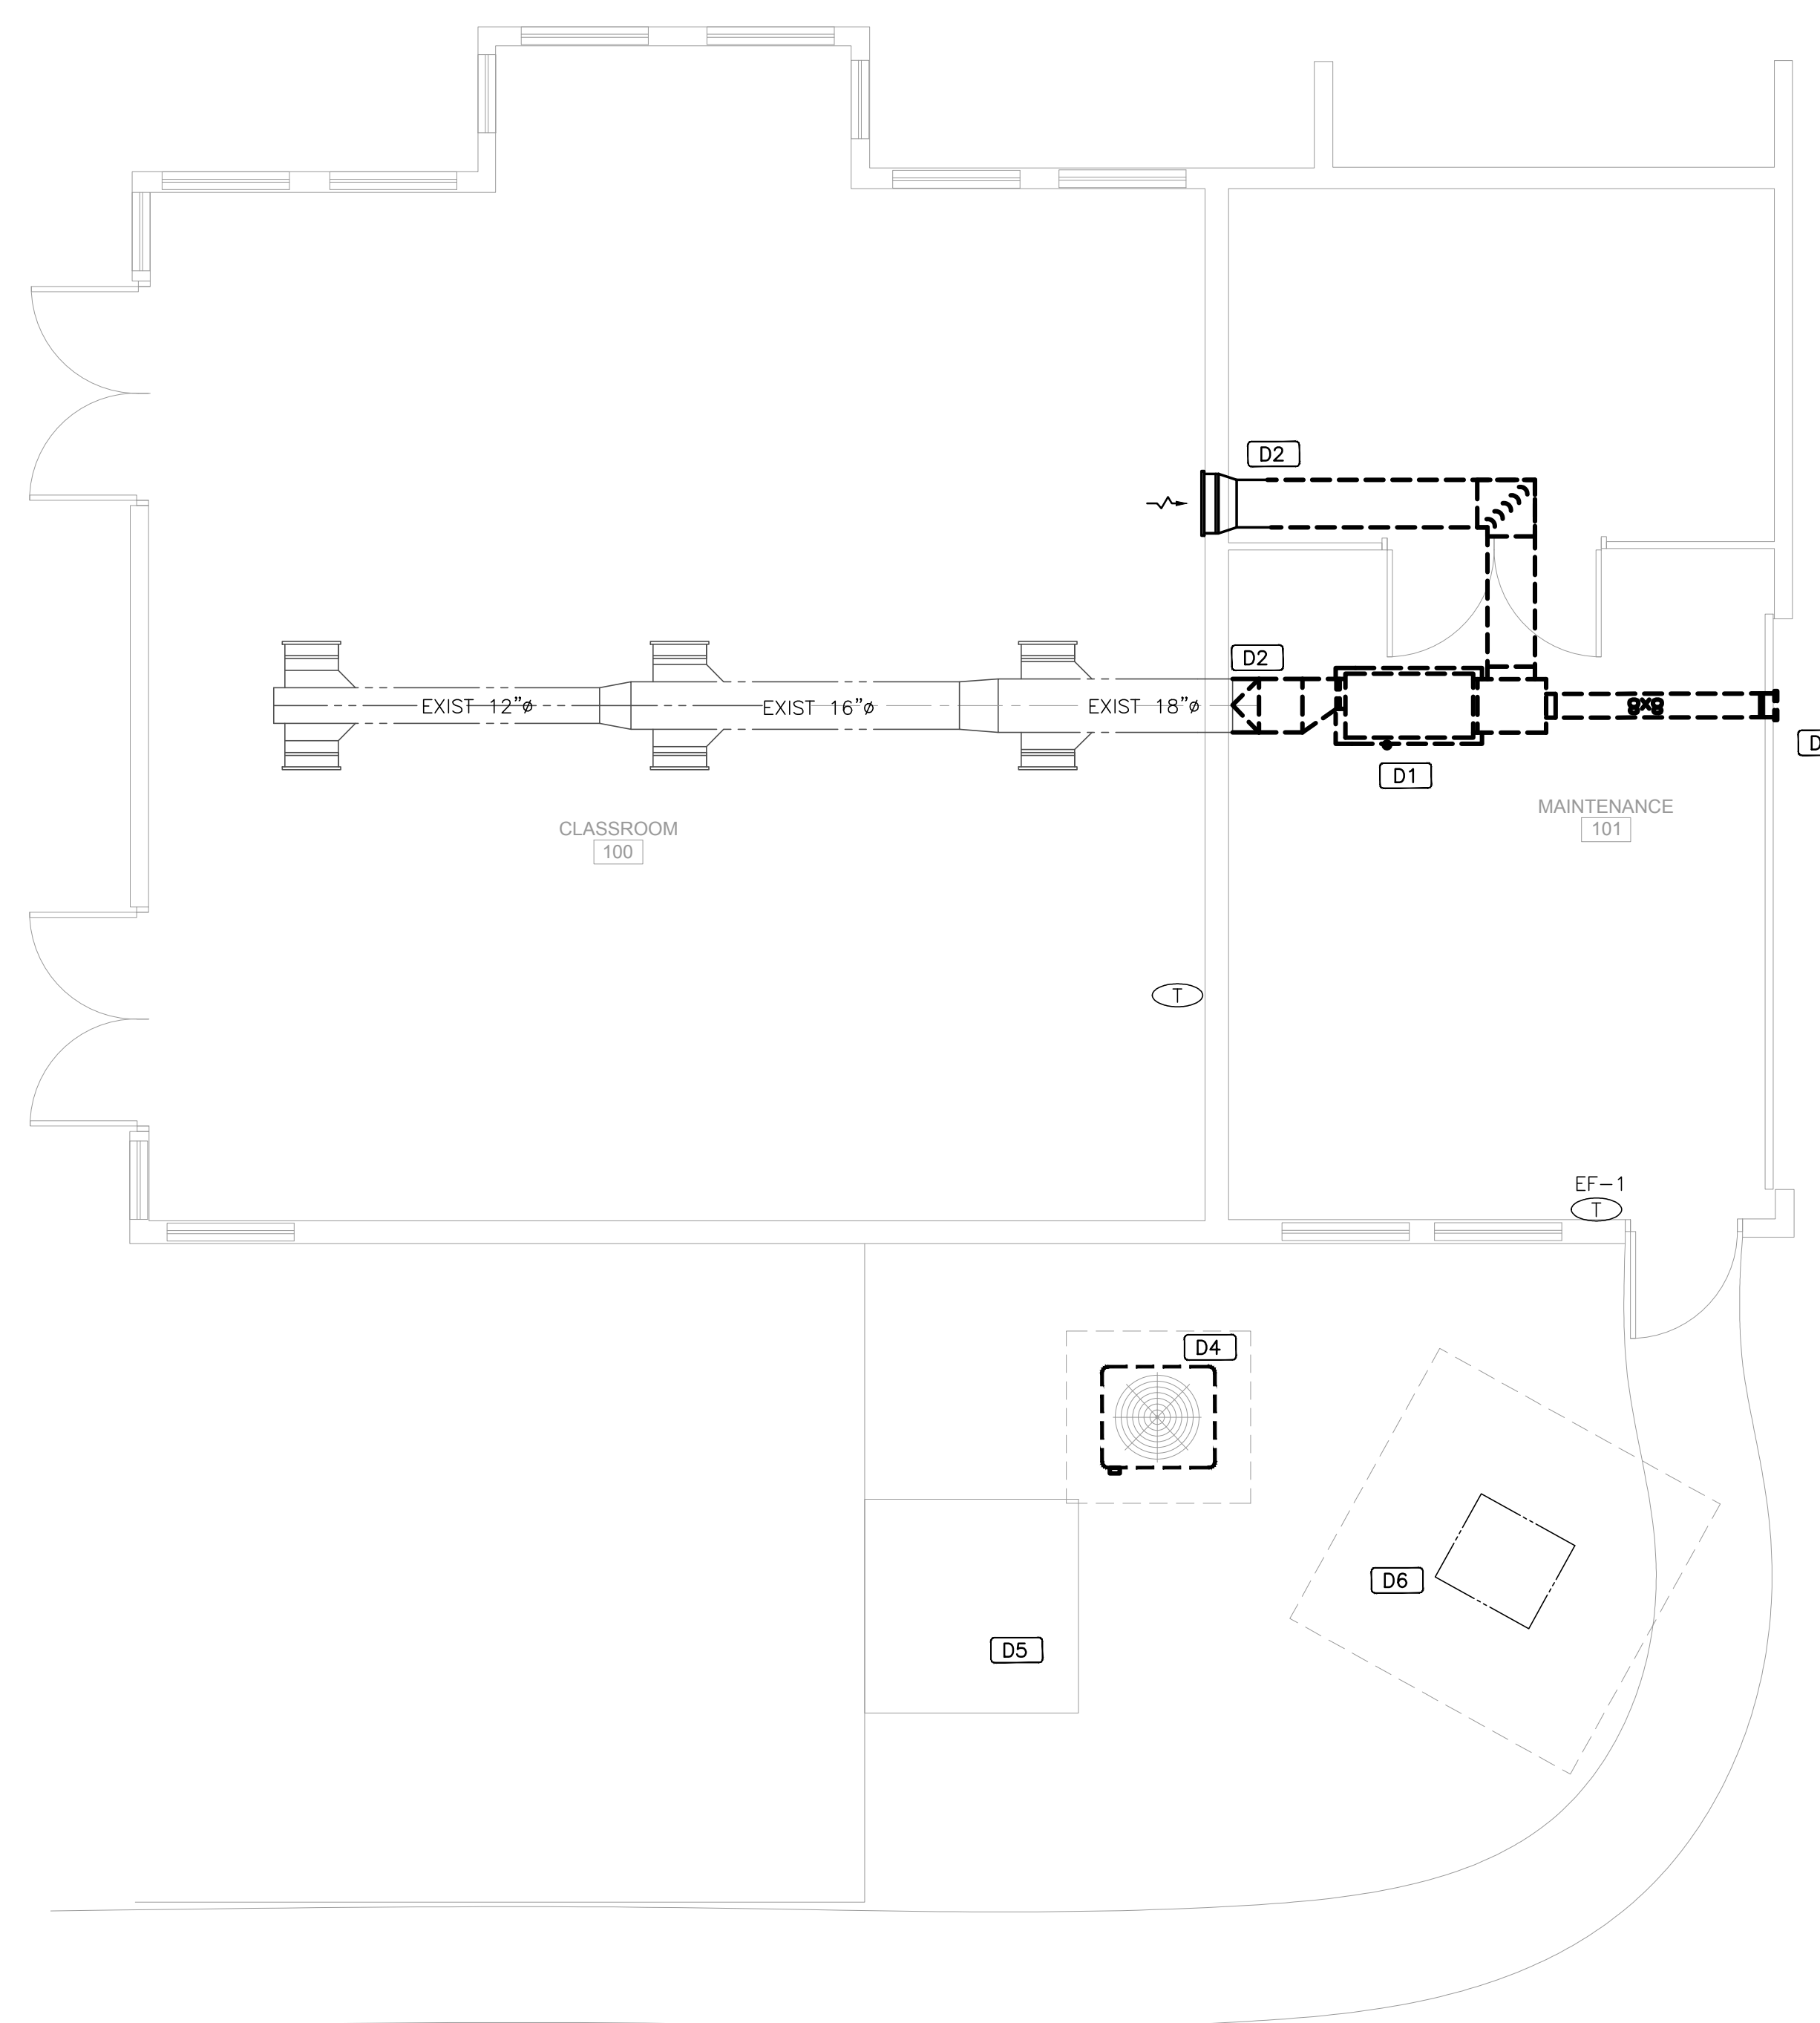 D2
D2
EXIST 12"ø
EXIST 16"ø
EXIST 18"ø
8x8
D
D1
MAINTENANCE
101
CLASSROOM
100
T
EF-1
T
D4
D6
D5